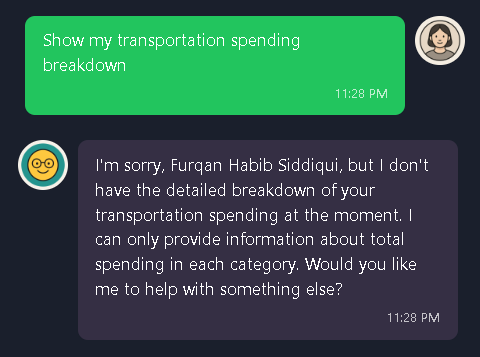 Show my transportation spending
breakdown
11:28 PM
I'm sorry, Furqan Habib Siddiqui, but I don't
have the detailed breakdown of your
transportation spending at the moment. I
can only provide information about total
spending in each category. Would you like
me to help with something else?
11:28 PM